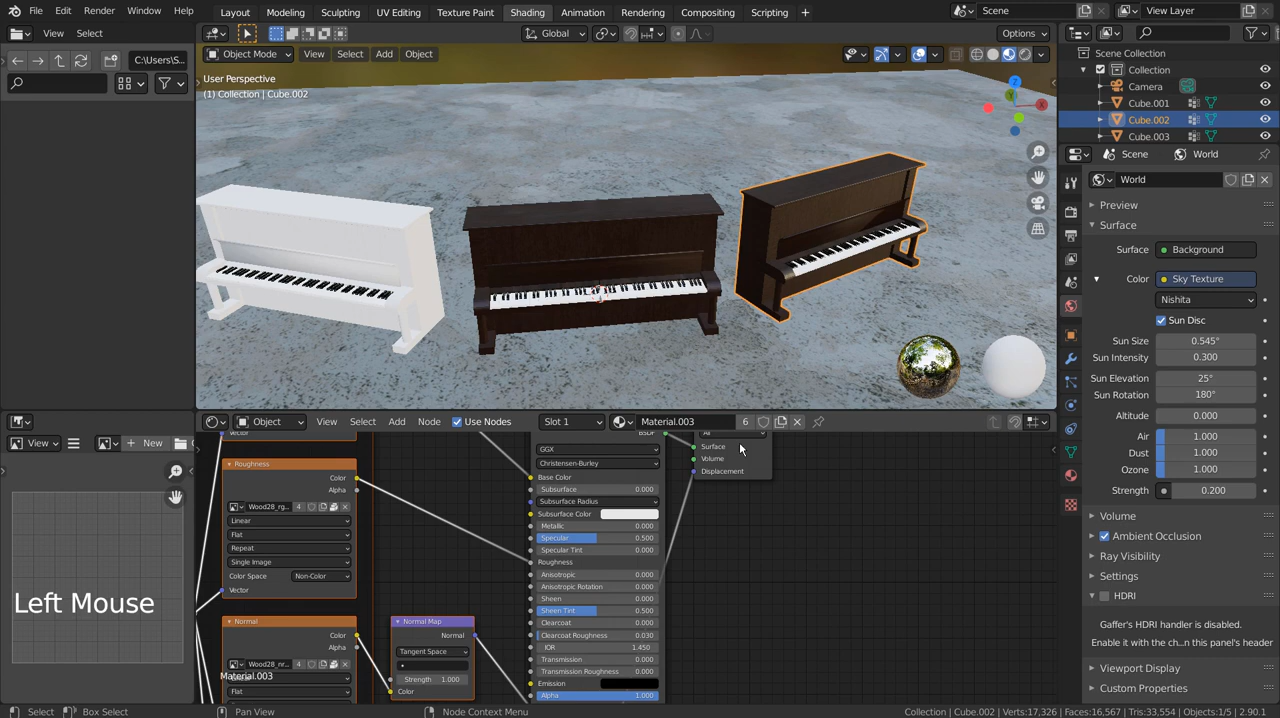 File Edit Render Window Help
Layout Modeling Sculpting UV Editing Texture Paint Shading Animation Rendering Compositing Scripting +
Scene
View Layer
View Select
Global
Options
C:\Users\S...
Object Mode View Select Add Object
User Perspective
(1) Collection | Cube.002
Z
X
Y
Scene Collection
Collection
Camera
Cube.001
Cube.002
Cube.003
Scene World
World
Preview
Surface
Surface Background
Color Sky Texture
Nishita
Sun Disc
Sun Size 0.545°
Sun Intensity 0.300
Sun Elevation 25°
Sun Rotation 180°
Altitude 0.000
Air 1.000
Dust 1.000
Ozone 1.000
Strength 0.200
Volume
Ambient Occlusion
Ray Visibility
Settings
HDRI
Gaffer's HDRI handler is disabled.
Enable it with the ch...n this panel's header
Viewport Display
Custom Properties
View New
Left Mouse
Object View Select Add Node Use Nodes Slot 1 Material.003 6
Vector
Roughness
Color
Alpha
Wood28_rg... 4
Linear
Flat
Repeat
Single Image
Color Space Non-Color
Vector
Normal
Color
Alpha
Wood28_nr... 4
Flat
Material.003
Normal Map
Normal
Tangent Space
Strength 1.000
Color
BSDF
GGX
Christensen-Burley
Base Color
Subsurface 0.000
Subsurface Radius
Subsurface Color
Metallic 0.000
Specular 0.500
Specular Tint 0.000
Roughness
Anisotropic 0.000
Anisotropic Rotation 0.000
Sheen 0.000
Sheen Tint 0.500
Clearcoat 0.000
Clearcoat Roughness 0.030
IOR 1.450
Transmission 0.000
Transmission Roughness 0.000
Emission
Alpha 1.000
All
Surface
Volume
Displacement
Select Box Select Pan View Node Context Menu
Collection | Cube.002 | Verts:17,326 | Faces:16,567 | Tris:33,554 | Objects:1/5 | 2.90.1